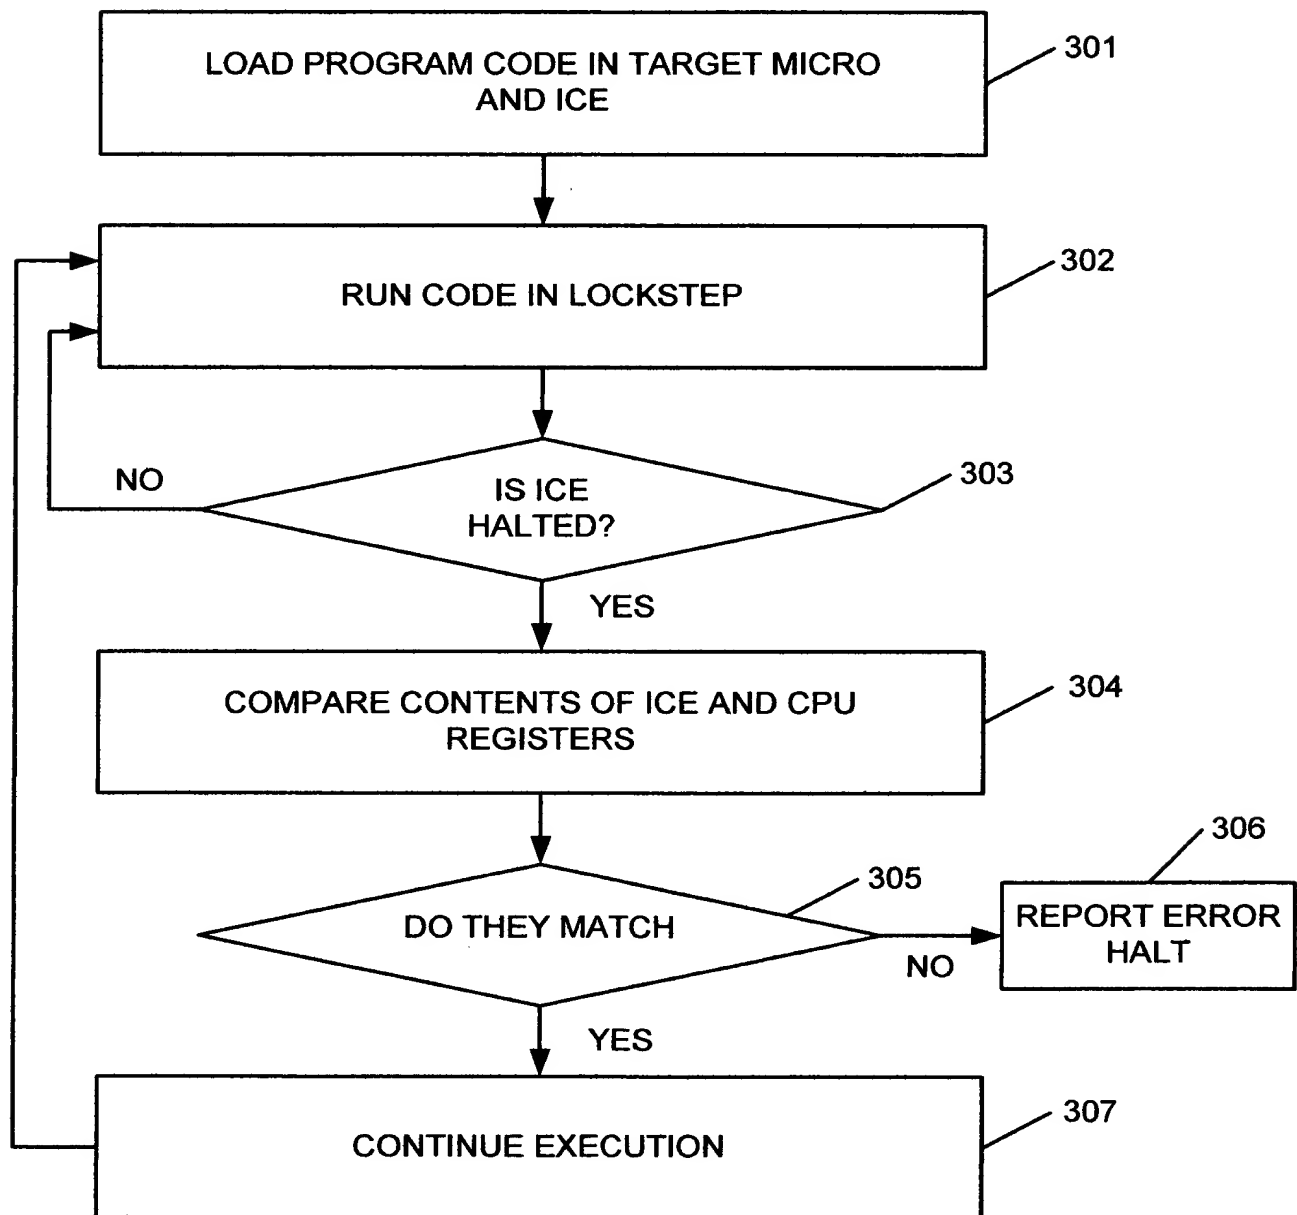 LOAD PROGRAM CODE IN TARGET MICRO
AND ICE
301
RUN CODE IN LOCKSTEP
302
NO
IS ICE
HALTED?
303
YES
COMPARE CONTENTS OF ICE AND CPU
REGISTERS
304
DO THEY MATCH
305
NO
306
REPORT ERROR
HALT
YES
CONTINUE EXECUTION
307